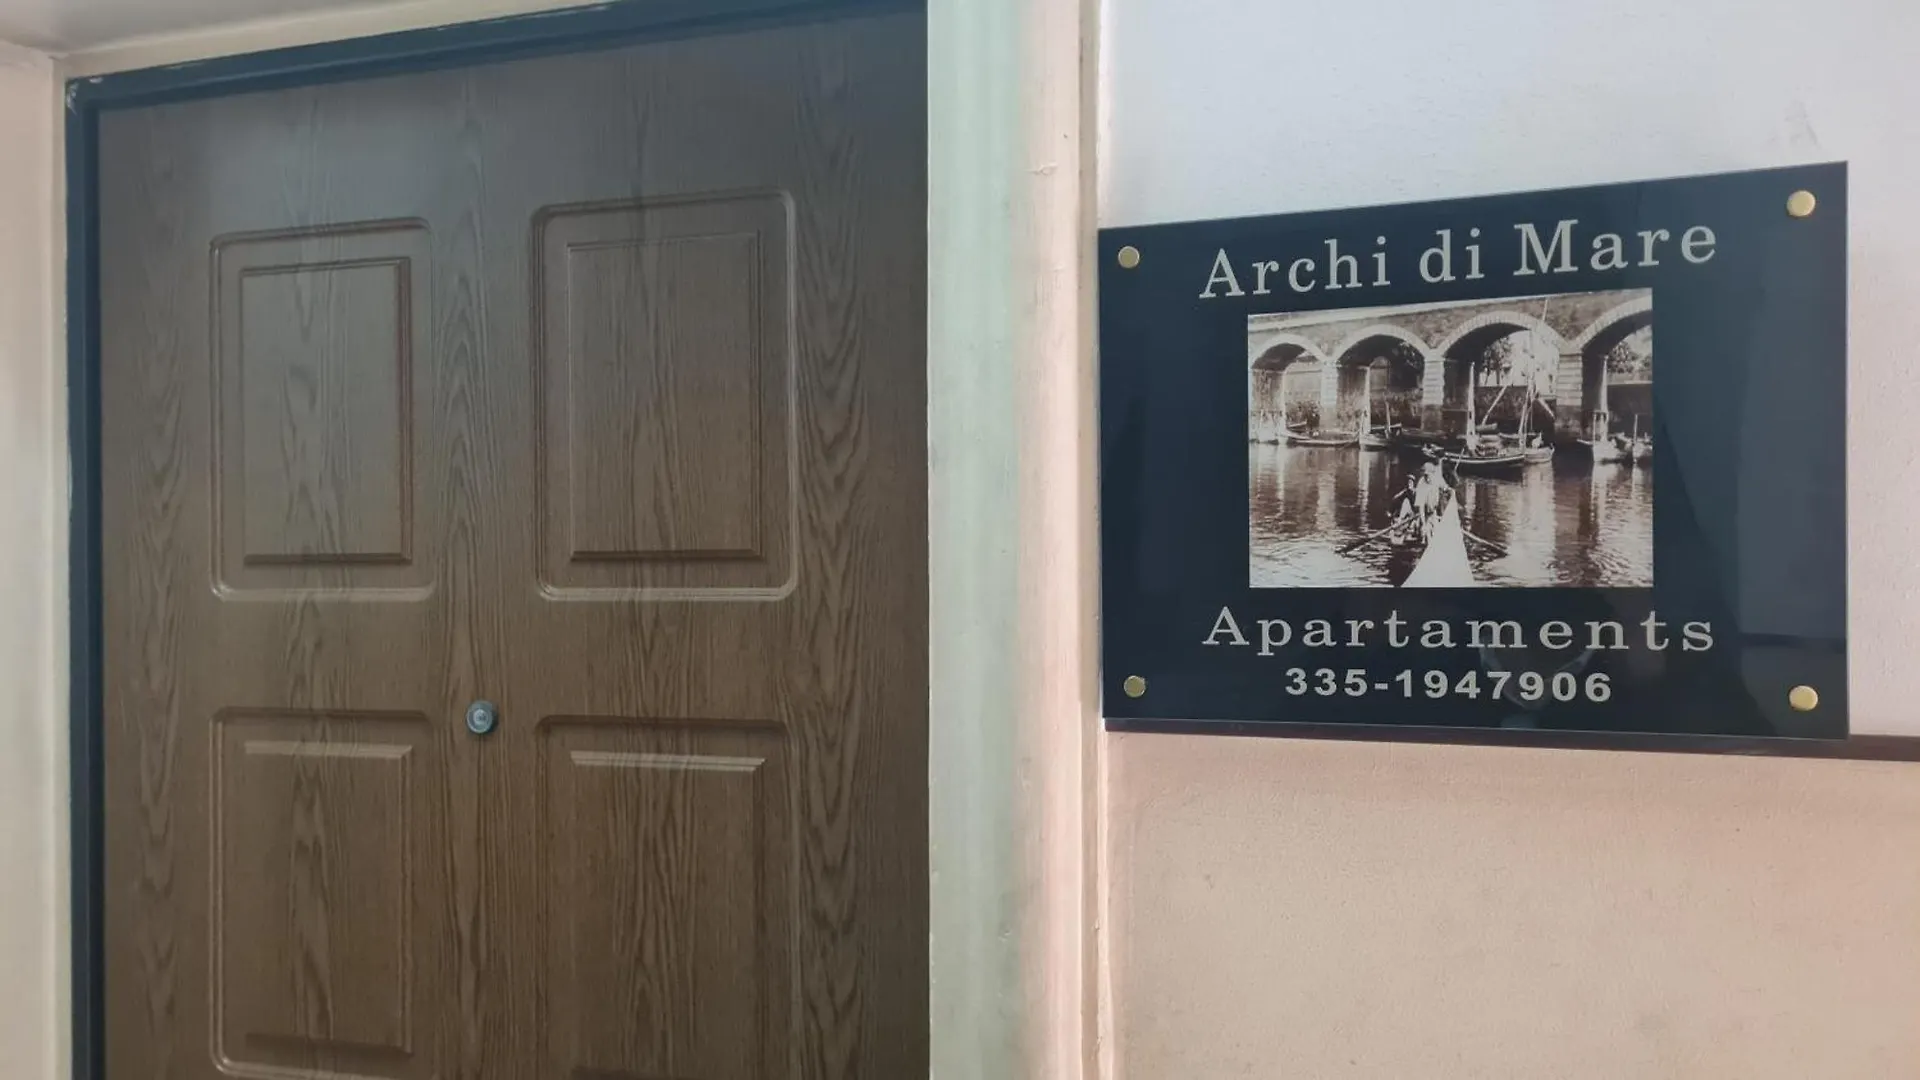 Archi di Mare
Apartaments
335-1947906